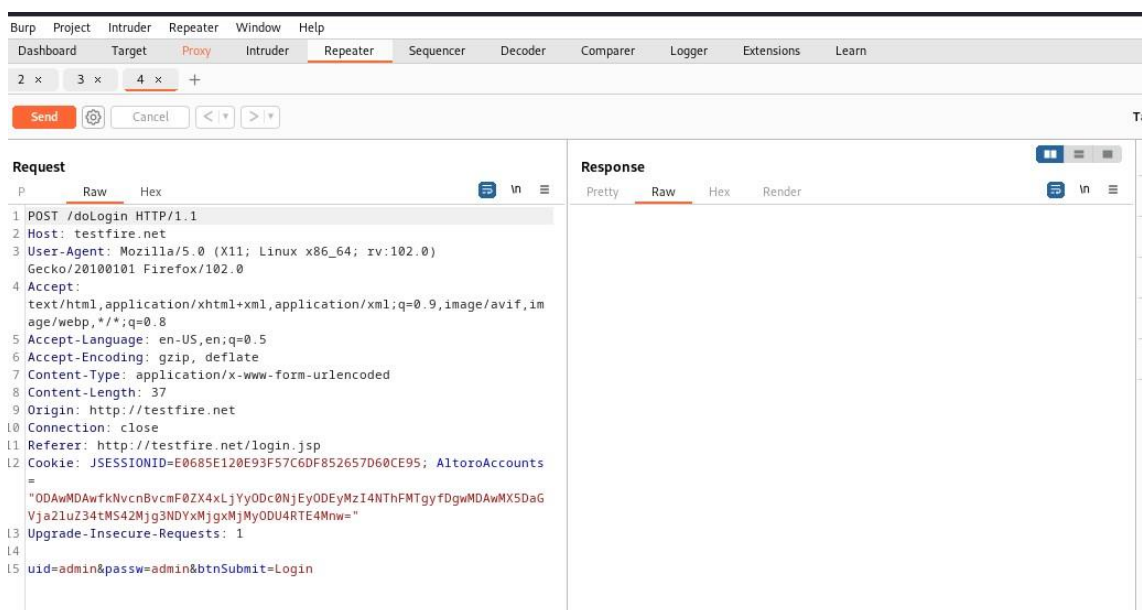 Burp Project Intruder Repeater Window Help
Dashboard Target Proxy Intruder Repeater Sequencer Decoder Comparer Logger Extensions Learn
2 × 3 × 4 × +
Send Cancel < >
Request
P Raw Hex \n
1 POST /doLogin HTTP/1.1
2 Host: testfire.net
3 User-Agent: Mozilla/5.0 (X11; Linux x86_64; rv:102.0)
Gecko/20100101 Firefox/102.0
4 Accept:
text/html,application/xhtml+xml,application/xml;q=0.9,image/avif,im
age/webp,*/*;q=0.8
5 Accept-Language: en-US,en;q=0.5
6 Accept-Encoding: gzip, deflate
7 Content-Type: application/x-www-form-urlencoded
8 Content-Length: 37
9 Origin: http://testfire.net
10 Connection: close
11 Referer: http://testfire.net/login.jsp
12 Cookie: JSESSIONID=E0685E120E93F57C6DF852657D60CE95; AltoroAccounts
=
"ODAwMDAwfkNvcnBvcmF0ZX4xLjYyODc0NjEyODEyMzI4NThFMTgyfDgwMDAwMX5DaG
Vja2luZ34tMS42Mjg3NDYxMjgxMjMyODU4RTE4Mnw="
13 Upgrade-Insecure-Requests: 1
14
15 uid=admin&passw=admin&btnSubmit=Login
Response
Pretty Raw Hex Render \n